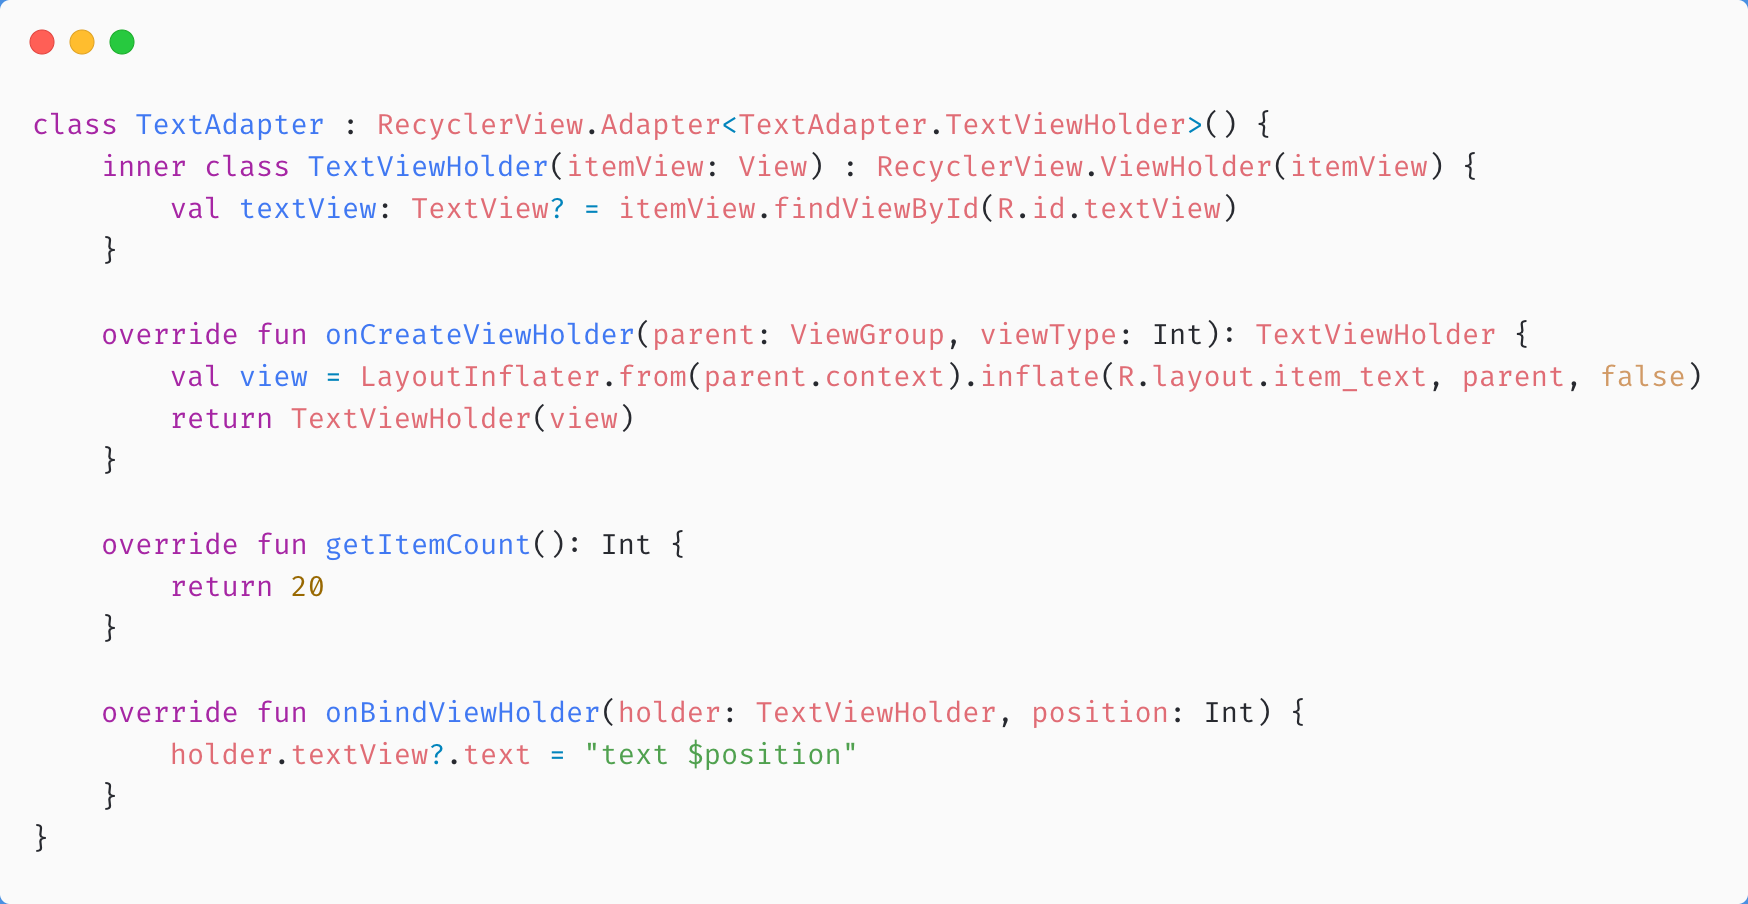 class TextAdapter : RecyclerView.Adapter<TextAdapter.TextViewHolder>() {
    inner class TextViewHolder(itemView: View) : RecyclerView.ViewHolder(itemView) {
        val textView: TextView? = itemView.findViewById(R.id.textView)
    }

    override fun onCreateViewHolder(parent: ViewGroup, viewType: Int): TextViewHolder {
        val view = LayoutInflater.from(parent.context).inflate(R.layout.item_text, parent, false)
        return TextViewHolder(view)
    }

    override fun getItemCount(): Int {
        return 20
    }

    override fun onBindViewHolder(holder: TextViewHolder, position: Int) {
        holder.textView?.text = "text $position"
    }
}